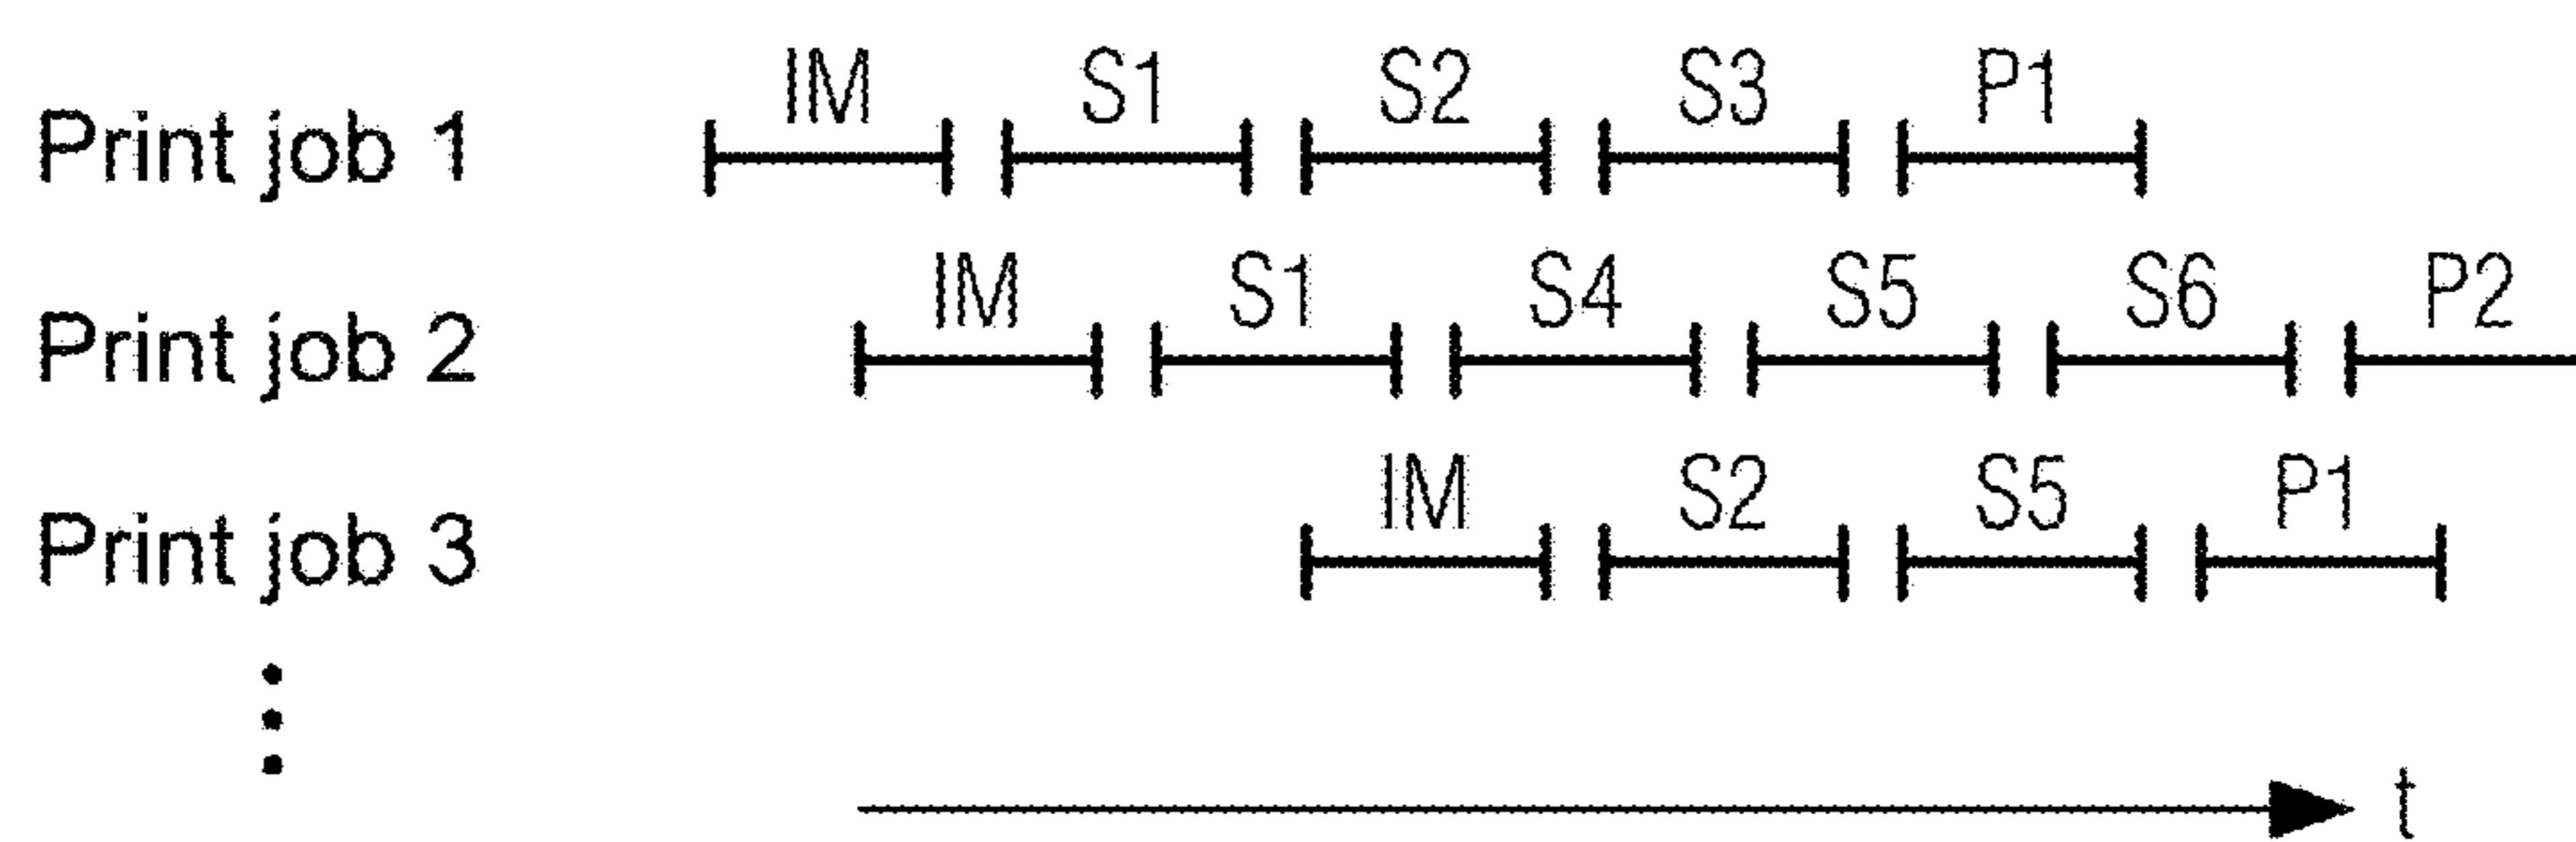 Print job 1 IM S1 S2 S3 P1
Print job 2 IM S1 S4 S5 S6 P2
Print job 3 IM S2 S5 P1
t